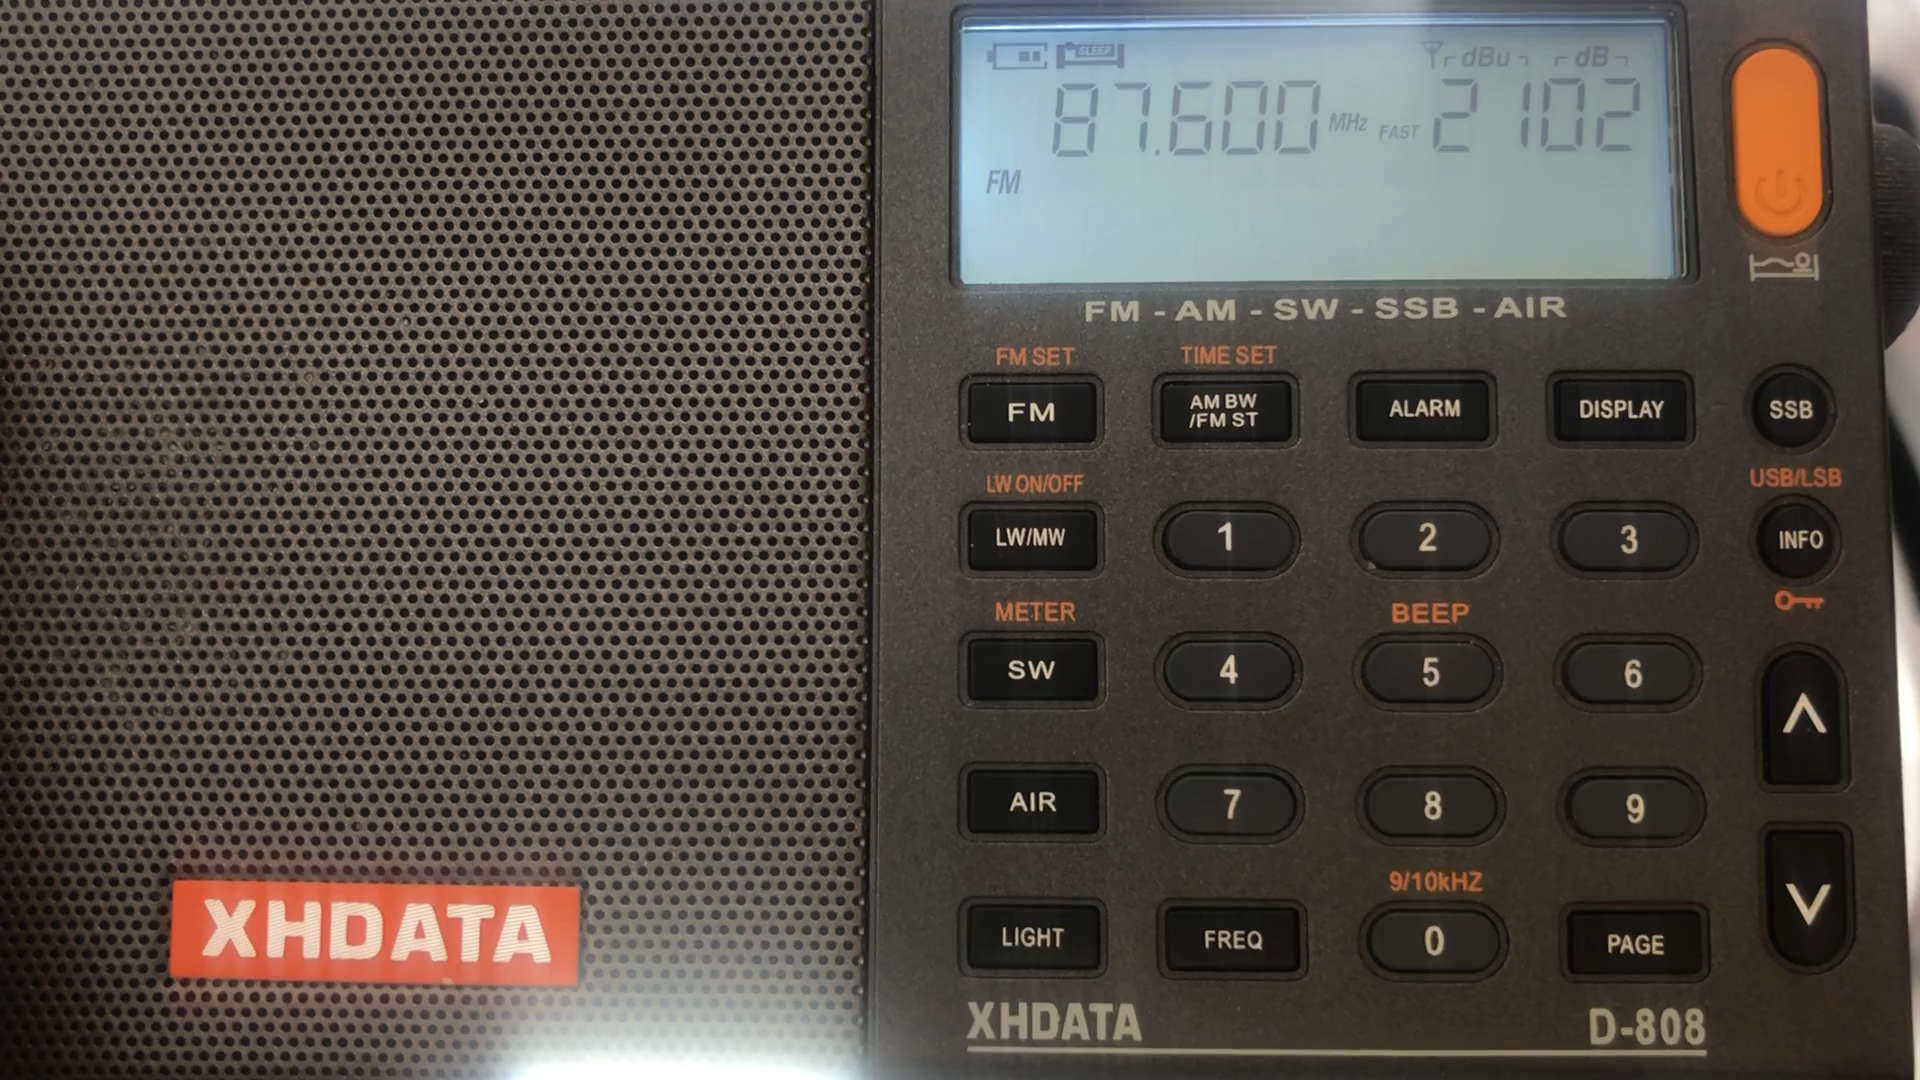 SLEEP dBu dB
87.600 MHz FAST 2 102
FM
FM - AM - SW - SSB - AIR
FM SET TIME SET
FM AM BW /FM ST ALARM DISPLAY SSB
LW ON/OFF USB/LSB
LW/MW 1 2 3 INFO
METER BEEP
SW 4 5 6
AIR 7 8 9
9/10kHZ
LIGHT FREQ 0 PAGE
XHDATA
XHDATA D-808